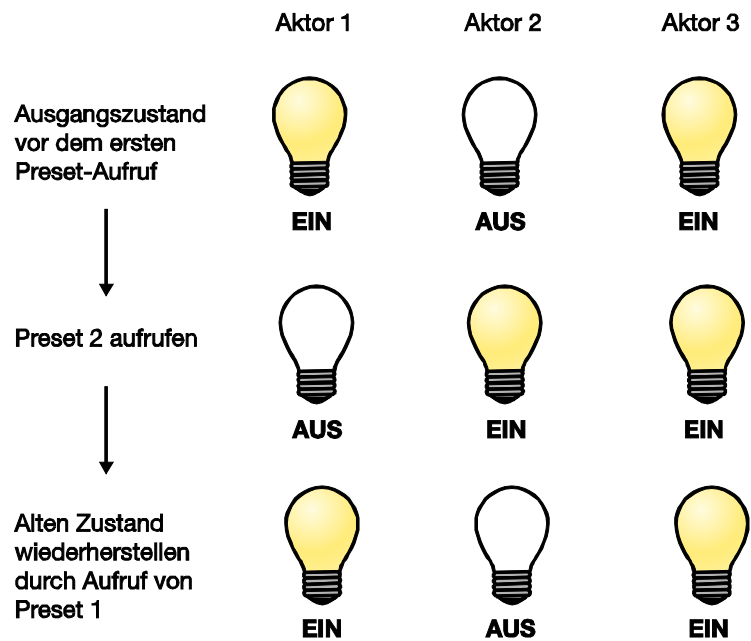 Aktor 1 Aktor 2 Aktor 3
Ausgangszustand
vor dem ersten
Preset-Aufruf
EIN AUS EIN
Preset 2 aufrufen
AUS EIN EIN
Alten Zustand
wiederherstellen
durch Aufruf von
Preset 1
EIN AUS EIN